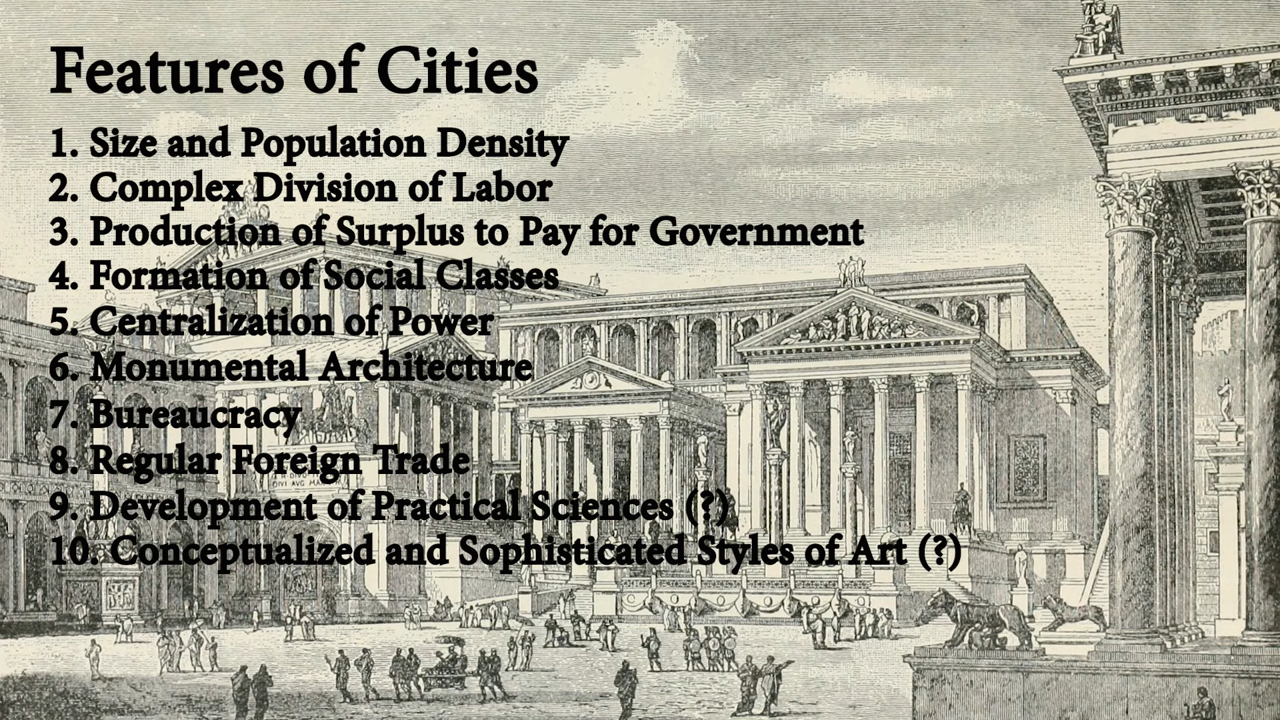 Features of Cities
1. Size and Population Density
2. Complex Division of Labor
3. Production of Surplus to Pay for Government
4. Formation of Social Classes
5. Centralization of Power
6. Monumental Architecture
7. Bureaucracy
8. Regular Foreign Trade
9. Development of Practical Sciences (?)
10. Conceptualized and Sophisticated Styles of Art (?)